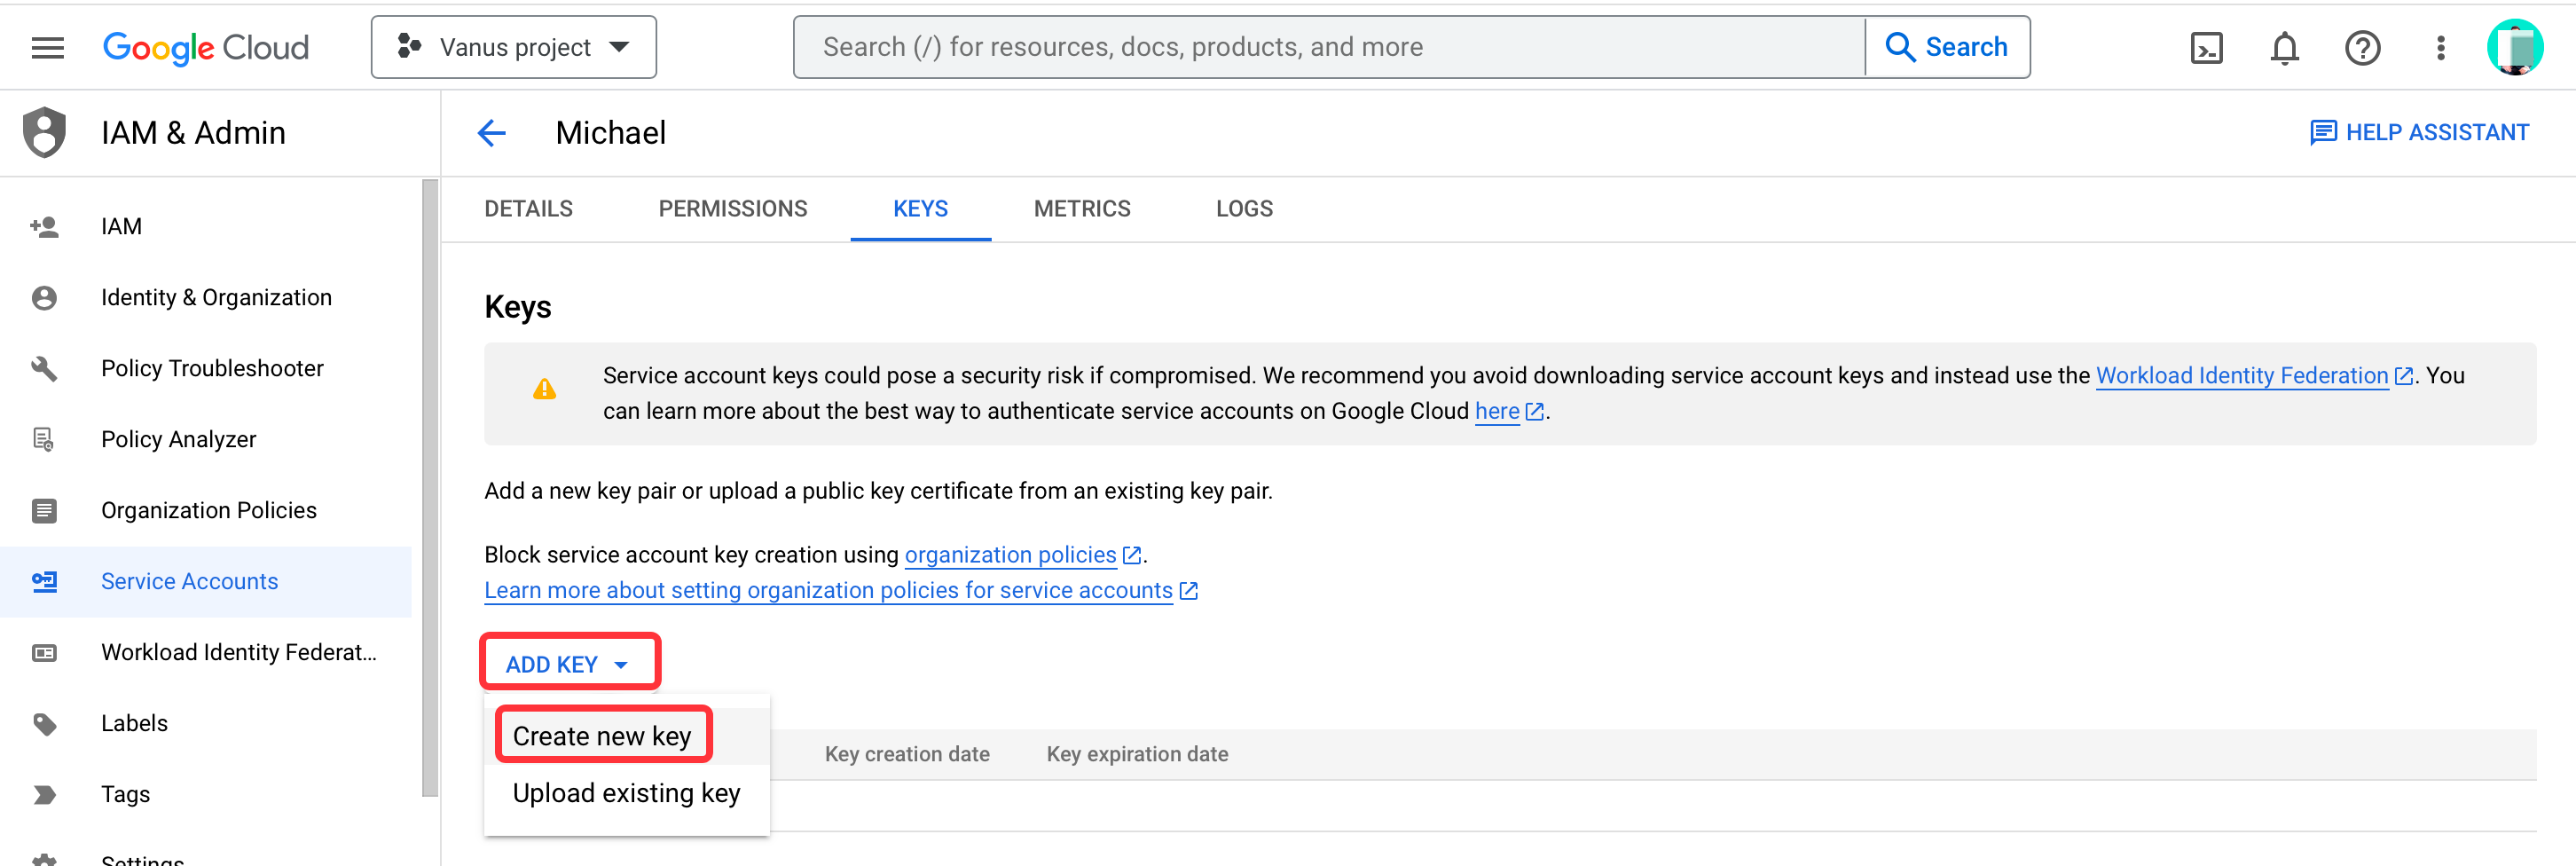 Google Cloud
Vanus project
Search (/) for resources, docs, products, and more
Search
IAM & Admin
Michael
HELP ASSISTANT
IAM
Identity & Organization
Policy Troubleshooter
Policy Analyzer
Organization Policies
Service Accounts
Workload Identity Federat...
Labels
Tags
Settings
DETAILS
PERMISSIONS
KEYS
METRICS
LOGS
Keys
Service account keys could pose a security risk if compromised. We recommend you avoid downloading service account keys and instead use the Workload Identity Federation. You
can learn more about the best way to authenticate service accounts on Google Cloud here.
Add a new key pair or upload a public key certificate from an existing key pair.
Block service account key creation using organization policies.
Learn more about setting organization policies for service accounts
ADD KEY
Create new key
Upload existing key
Key creation date
Key expiration date